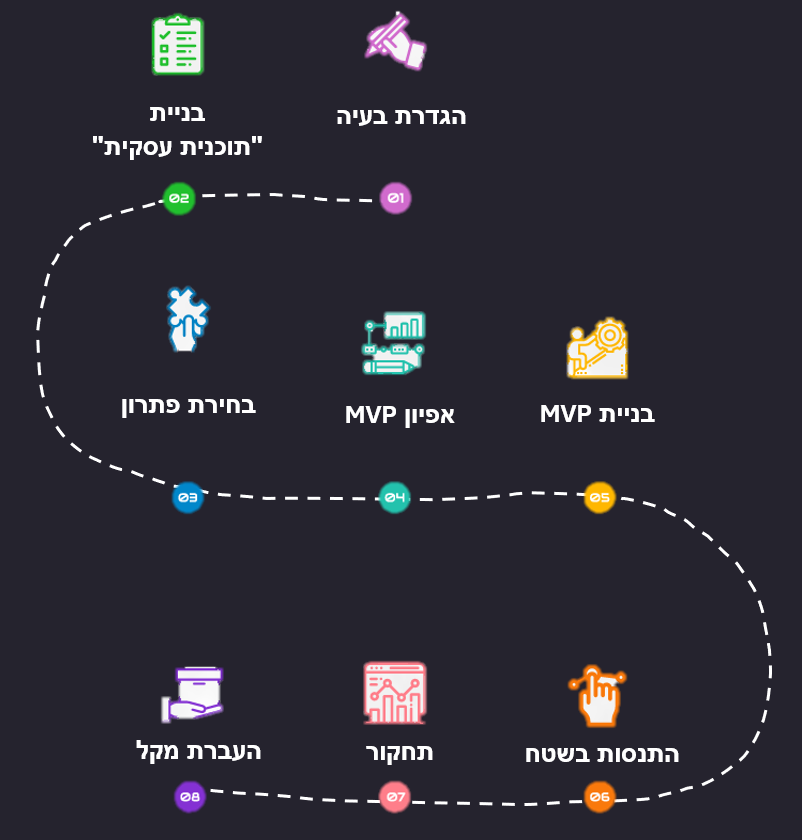 הגדרת בעיה
01
בניית
"תוכנית עסקית"
02
בחירת פתרון
03
אפיון MVP
04
בניית MVP
05
התנסות בשטח
06
תחקור
07
העברת מקל
08